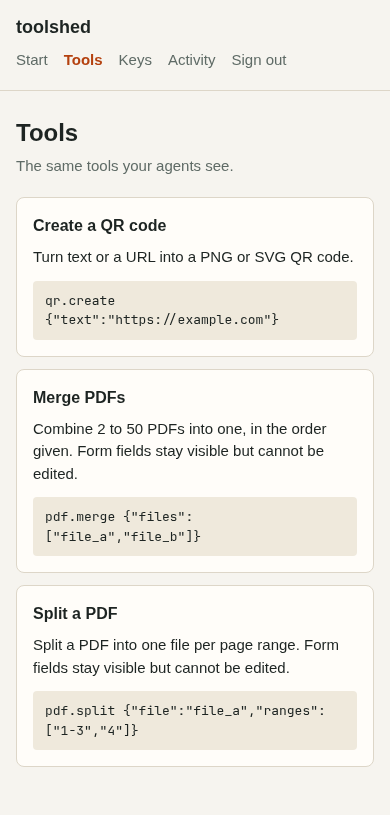 toolshed
Start Tools Keys Activity Sign out
Tools
The same tools your agents see.
Create a QR code
Turn text or a URL into a PNG or SVG QR code.
qr.create
{"text":"https://example.com"}
Merge PDFs
Combine 2 to 50 PDFs into one, in the order
given. Form fields stay visible but cannot be
edited.
pdf.merge {"files":
["file_a","file_b"]}
Split a PDF
Split a PDF into one file per page range. Form
fields stay visible but cannot be edited.
pdf.split {"file":"file_a","ranges":
["1-3","4"]}